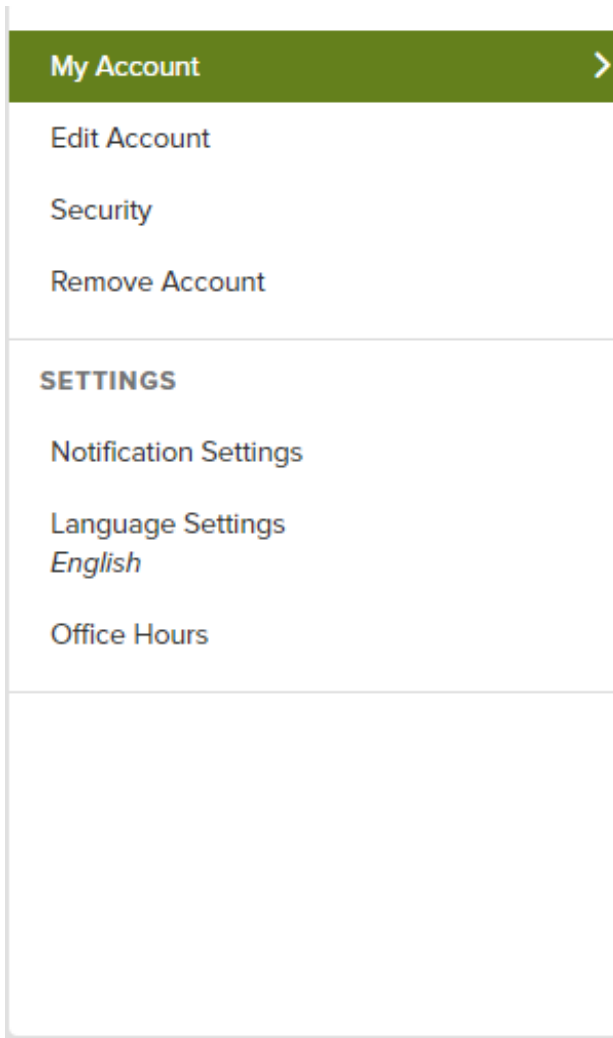 My Account
Edit Account
Security
Remove Account
SETTINGS
Notification Settings
Language Settings
English
Office Hours